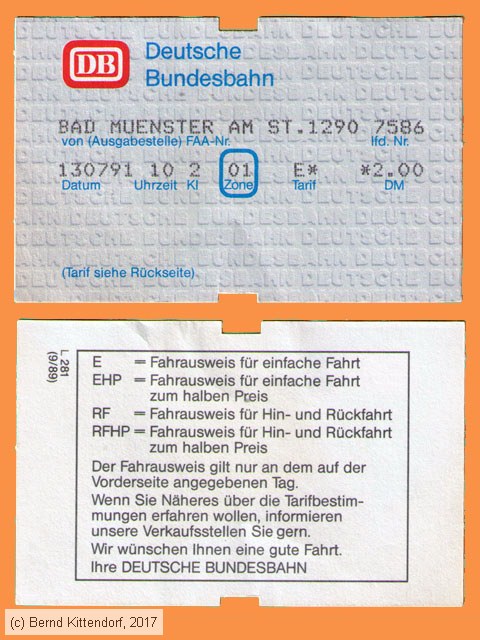 DB
Deutsche
Bundesbahn
BAD MUENSTER AM ST.1290 7586
von (Ausgabestelle) FAA-Nr. lfd. Nr.
130791 10 2 01 E* *2.00
Datum Uhrzeit Kl Zone Tarif DM
(Tarif siehe Rückseite).
L 281
(9/89)
E = Fahrausweis für einfache Fahrt
EHP = Fahrausweis für einfache Fahrt
zum halben Preis
RF = Fahrausweis für Hin- und Rückfahrt
RFHP = Fahrausweis für Hin- und Rückfahrt
zum halben Preis
Der Fahrausweis gilt nur an dem auf der
Vorderseite angegebenen Tag.
Wenn Sie Näheres über die Tarifbestim-
mungen erfahren wollen, informieren
unsere Verkaufsstellen Sie gern.
Wir wünschen Ihnen eine gute Fahrt.
Ihre DEUTSCHE BUNDESBAHN
(c) Bernd Kittendorf, 2017